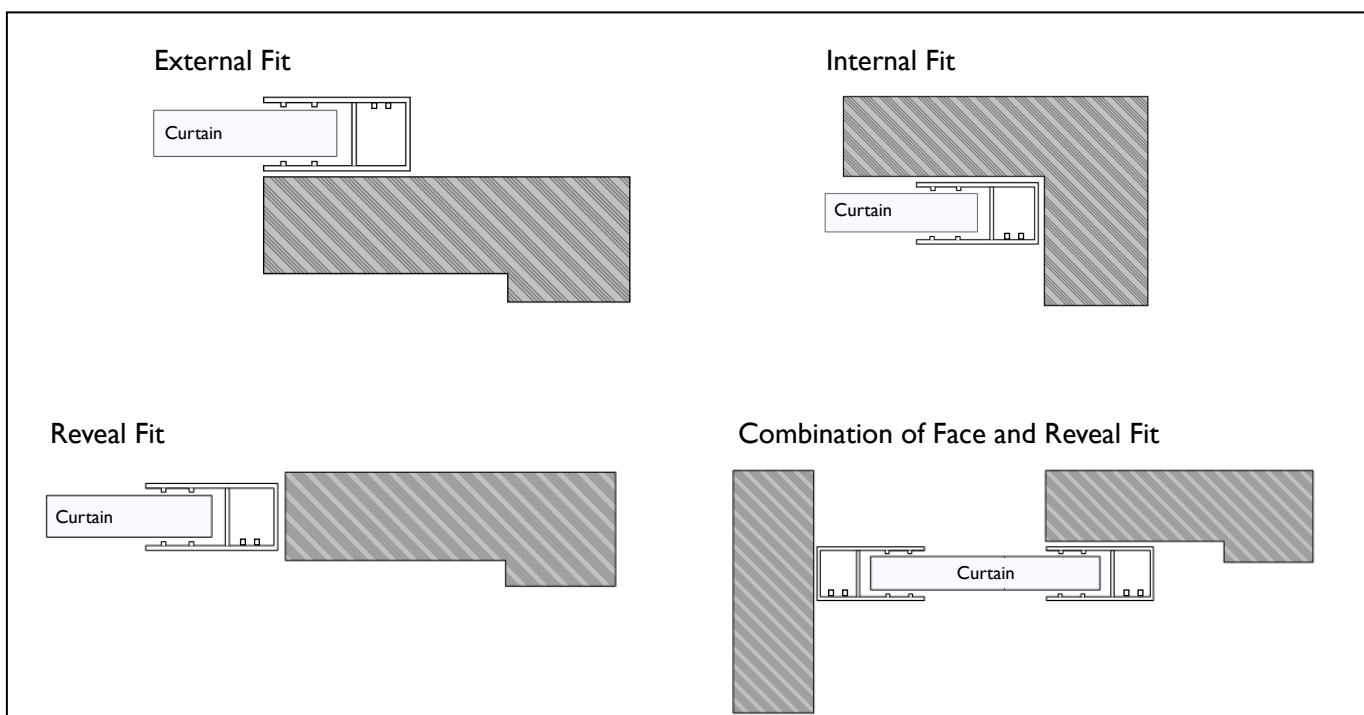 External Fit
Curtain
Internal Fit
Curtain
Reveal Fit
Curtain
Combination of Face and Reveal Fit
Curtain